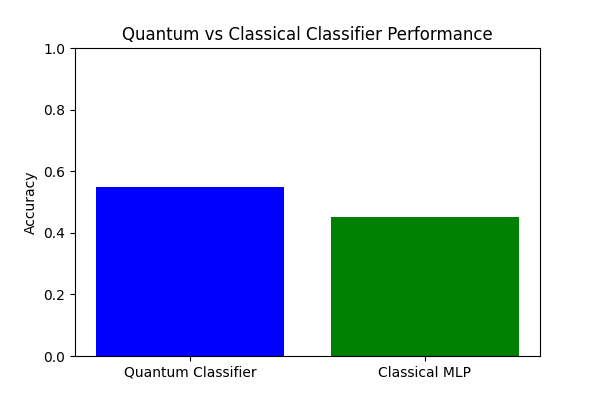 Quantum vs Classical Classifier Performance
1.0
0.8
0.6
0.4
0.2
0.0
Accuracy
Quantum Classifier
Classical MLP